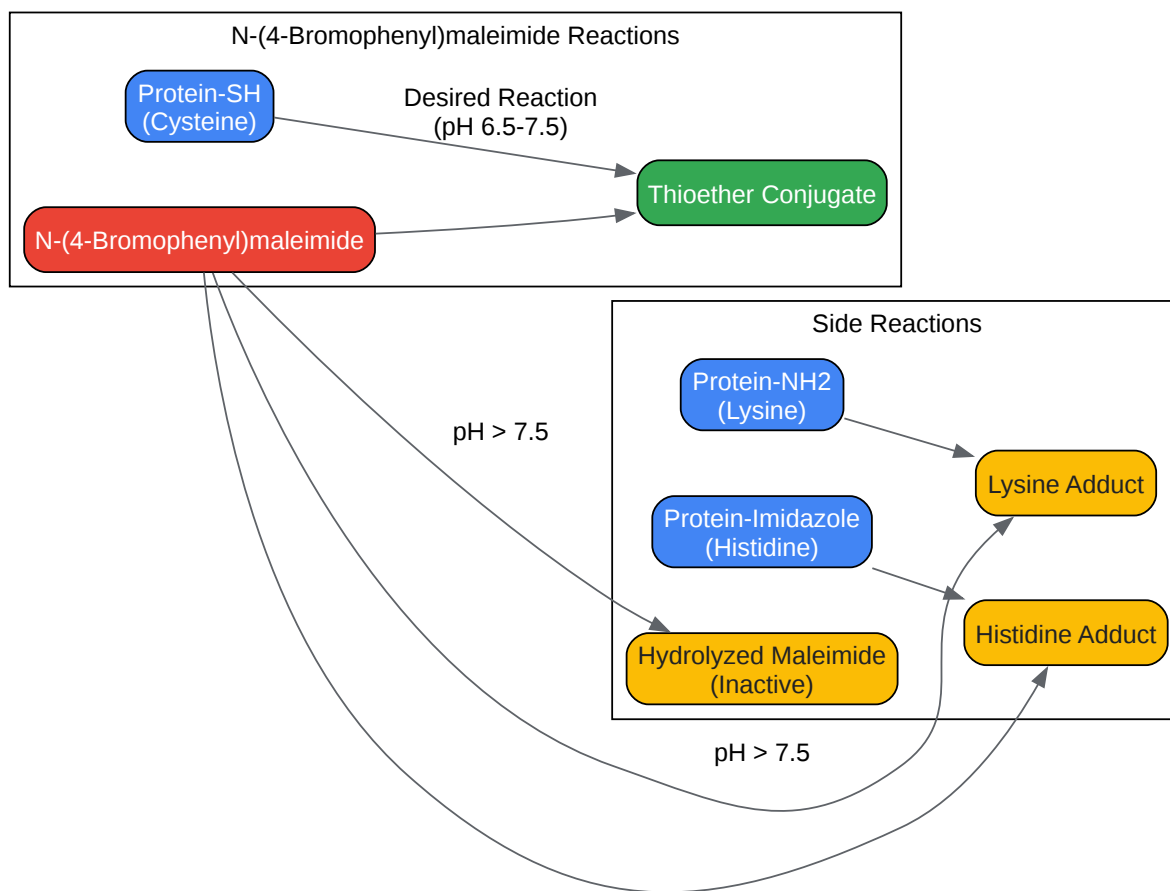 N-(4-Bromophenyl)maleimide Reactions
Protein-SH
(Cysteine)
Desired Reaction
(pH 6.5-7.5)
Thioether Conjugate
N-(4-Bromophenyl)maleimide
Side Reactions
Protein-NH2
(Lysine)
pH > 7.5
Lysine Adduct
Protein-Imidazole
(Histidine)
Histidine Adduct
Hydrolyzed Maleimide
(Inactive)
pH > 7.5